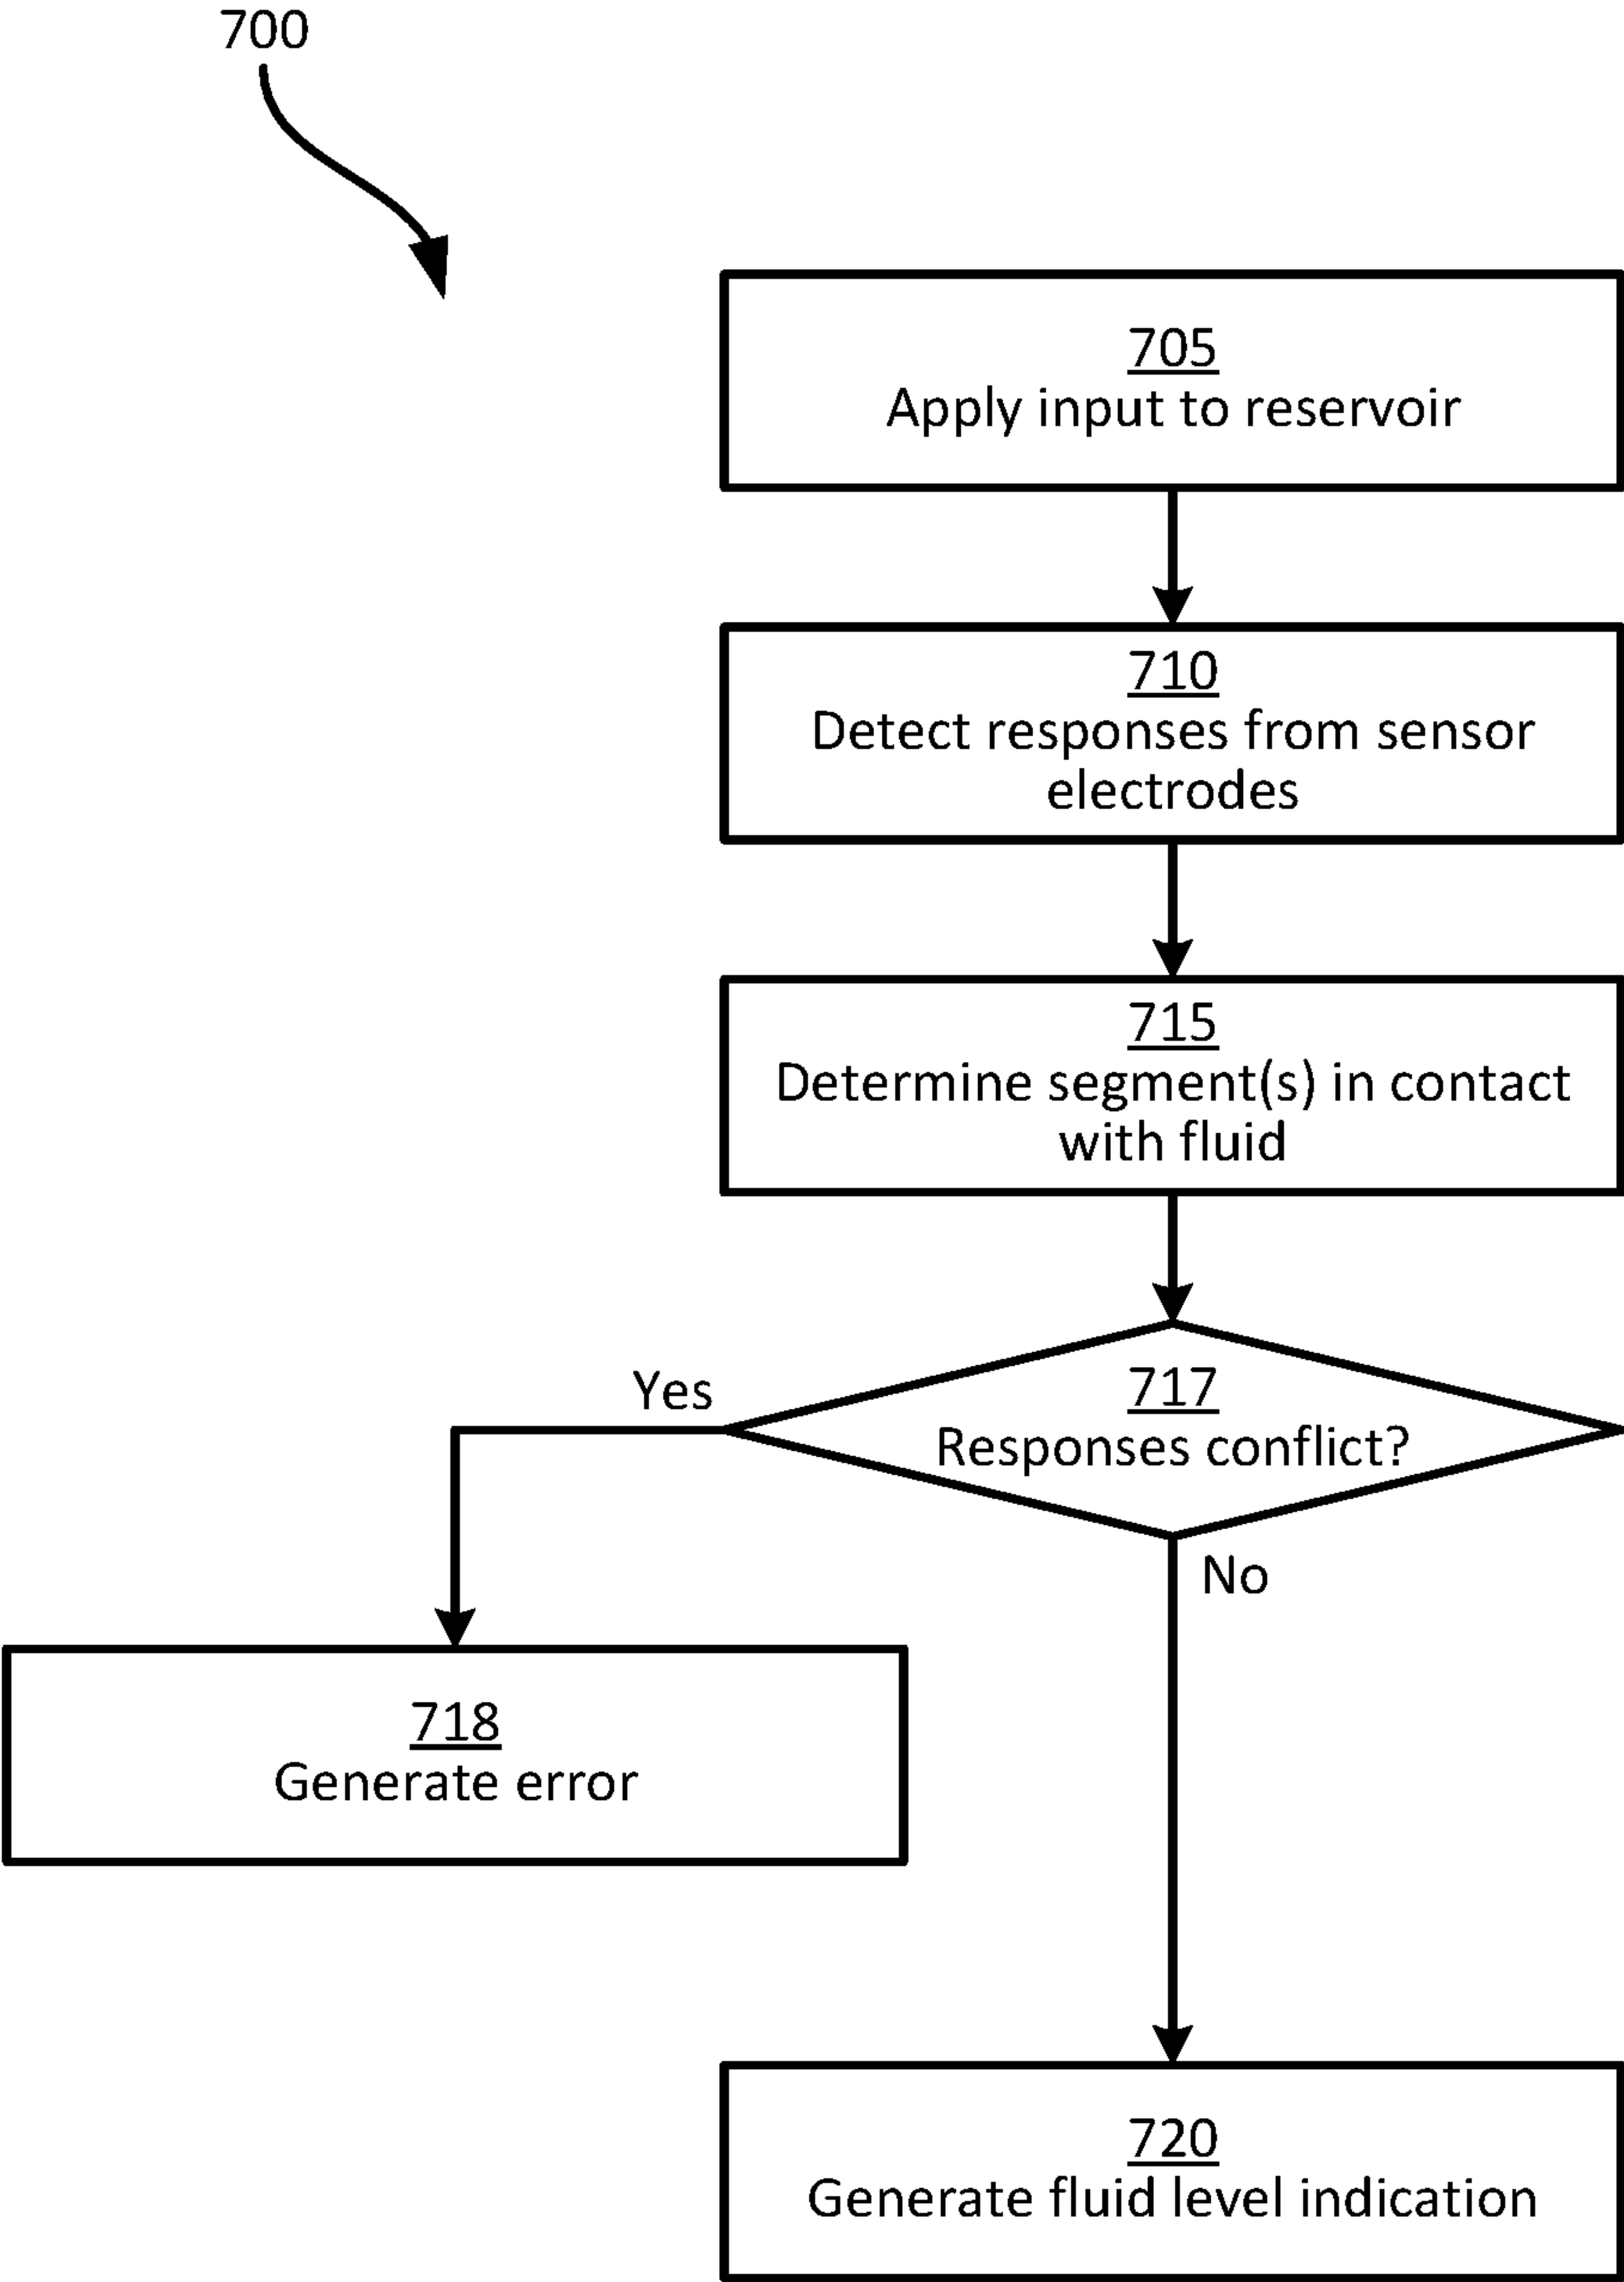 700
705
Apply input to reservoir
710
Detect responses from sensor
electrodes
715
Determine segment(s) in contact
with fluid
717
Responses conflict?
Yes
No
718
Generate error
720
Generate fluid level indication